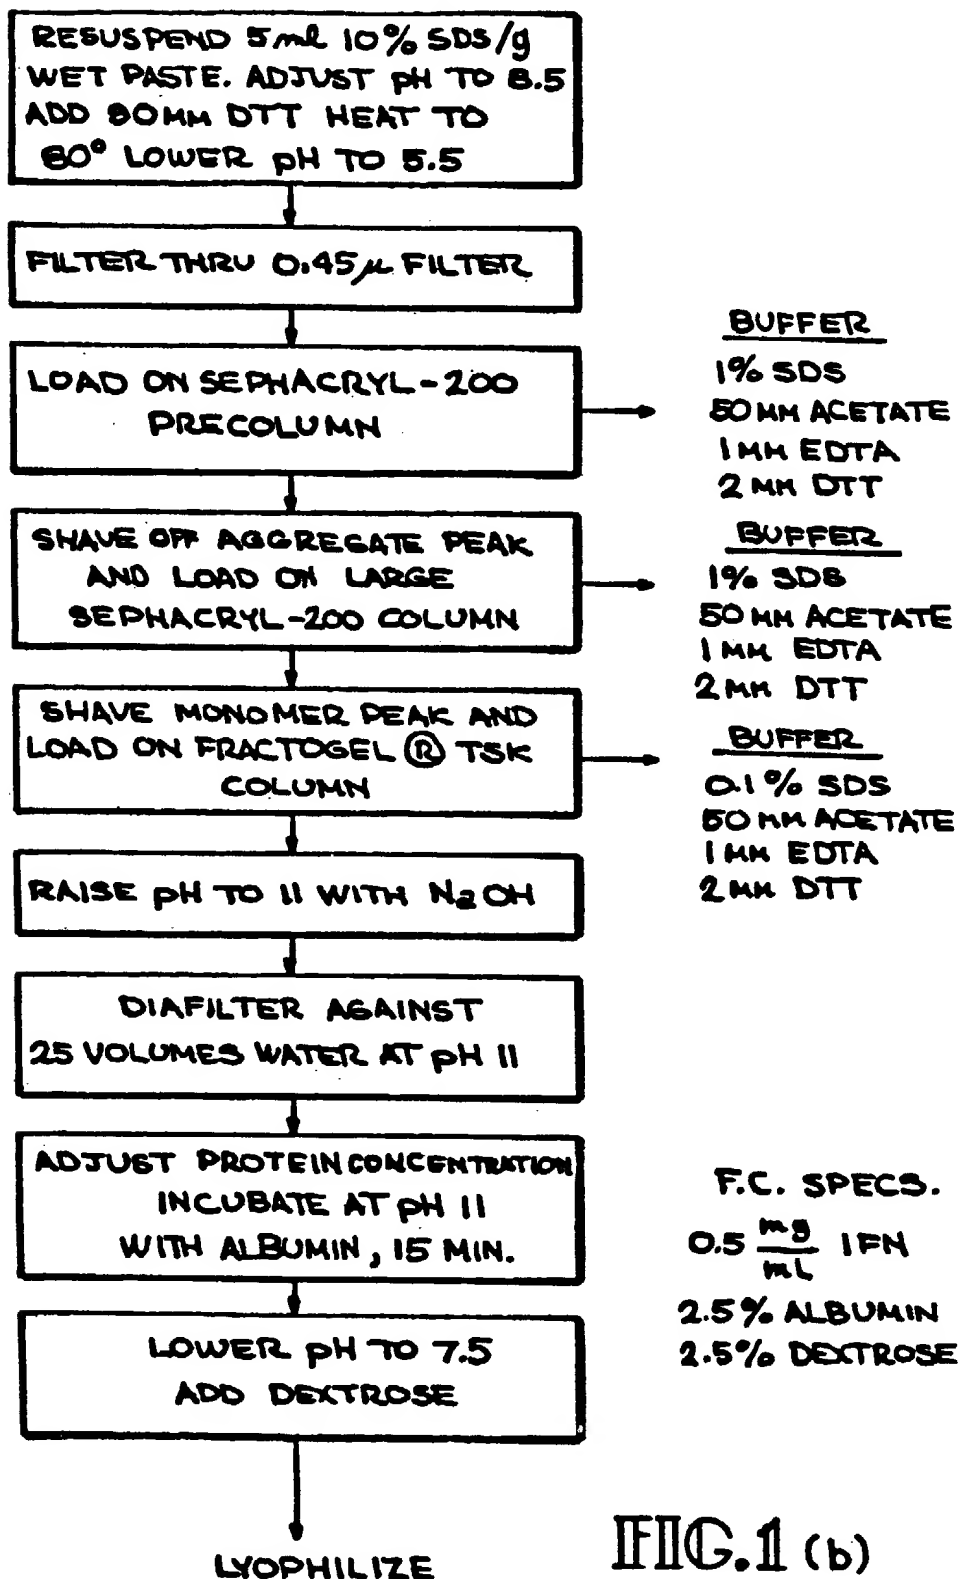 RESUSPEND 5ml 10% SDS/g
WET PASTE. ADJUST pH TO 8.5
ADD 80MM DTT HEAT TO
80° LOWER pH TO 5.5
FILTER THRU 0.45µ FILTER
LOAD ON SEPHACRYL-200
PRECOLUMN
BUFFER
1% SDS
50 MM ACETATE
1 MM EDTA
2 MM DTT
SHAVE OFF AGGREGATE PEAK
AND LOAD ON LARGE
SEPHACRYL-200 COLUMN
BUFFER
1% SDS
50 MM ACETATE
1 MM EDTA
2 MM DTT
SHAVE MONOMER PEAK AND
LOAD ON FRACTOGEL ® TSK
COLUMN
BUFFER
0.1% SDS
50 MM ACETATE
1 MM EDTA
2 MM DTT
RAISE pH TO 11 WITH NaOH
DIAFILTER AGAINST
25 VOLUMES WATER AT pH 11
ADJUST PROTEIN CONCENTRATION
INCUBATE AT pH 11
WITH ALBUMIN, 15 MIN.
LOWER pH TO 7.5
ADD DEXTROSE
F.C. SPECS.
0.5 mg/mL IFN
2.5% ALBUMIN
2.5% DEXTROSE
LYOPHILIZE
FIG.1 (b)